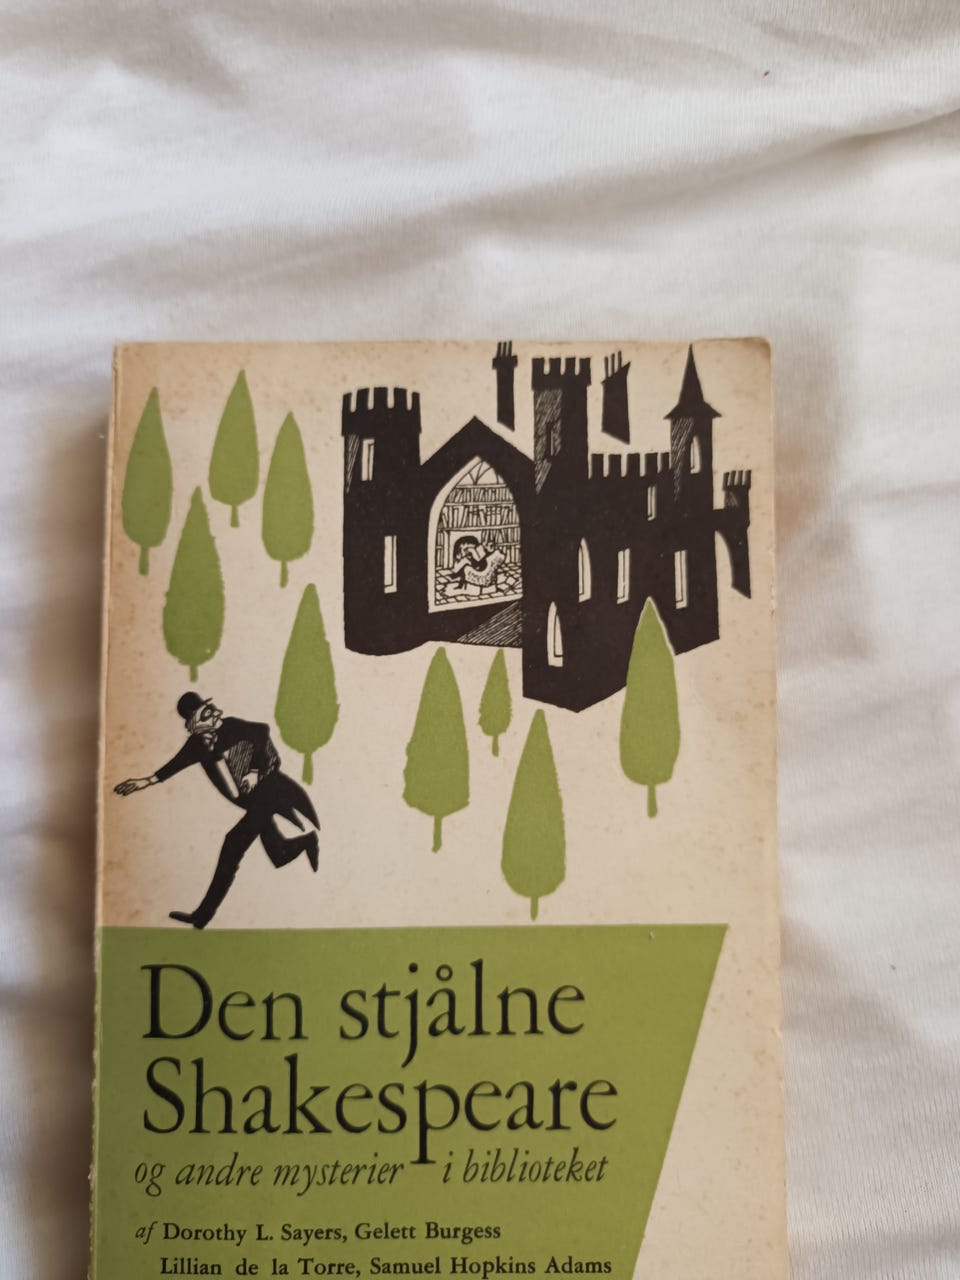 Den stjålne
Shakespeare
og andre mysterier i biblioteket
af Dorothy L. Sayers, Gelett Burgess
Lillian de la Torre, Samuel Hopkins Adams